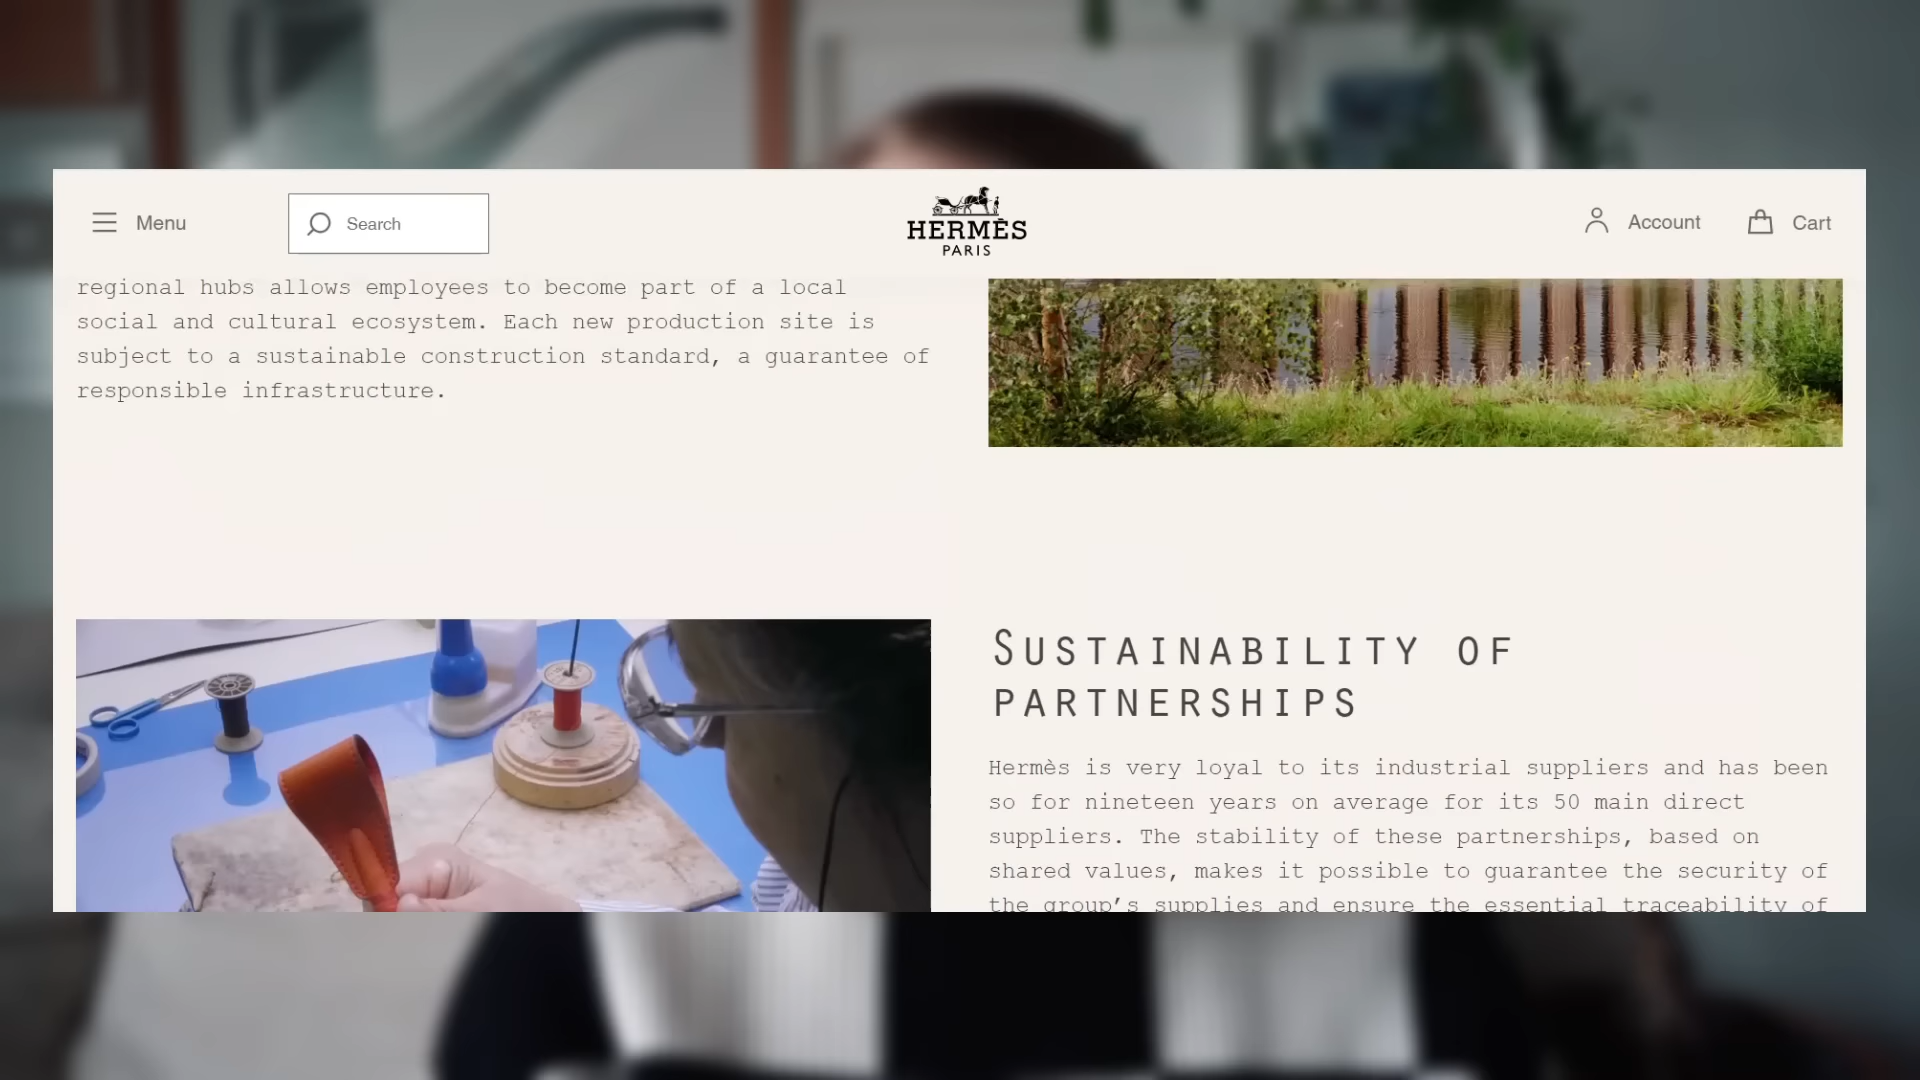 Menu
Search
HERMÈS
PARIS
Account
Cart
regional hubs allows employees to become part of a local
social and cultural ecosystem. Each new production site is
subject to a sustainable construction standard, a guarantee of
responsible infrastructure.
SUSTAINABILITY OF
PARTNERSHIPS
Hermès is very loyal to its industrial suppliers and has been
so for nineteen years on average for its 50 main direct
suppliers. The stability of these partnerships, based on
shared values, makes it possible to guarantee the security of
the group's supplies and ensure the essential traceability of